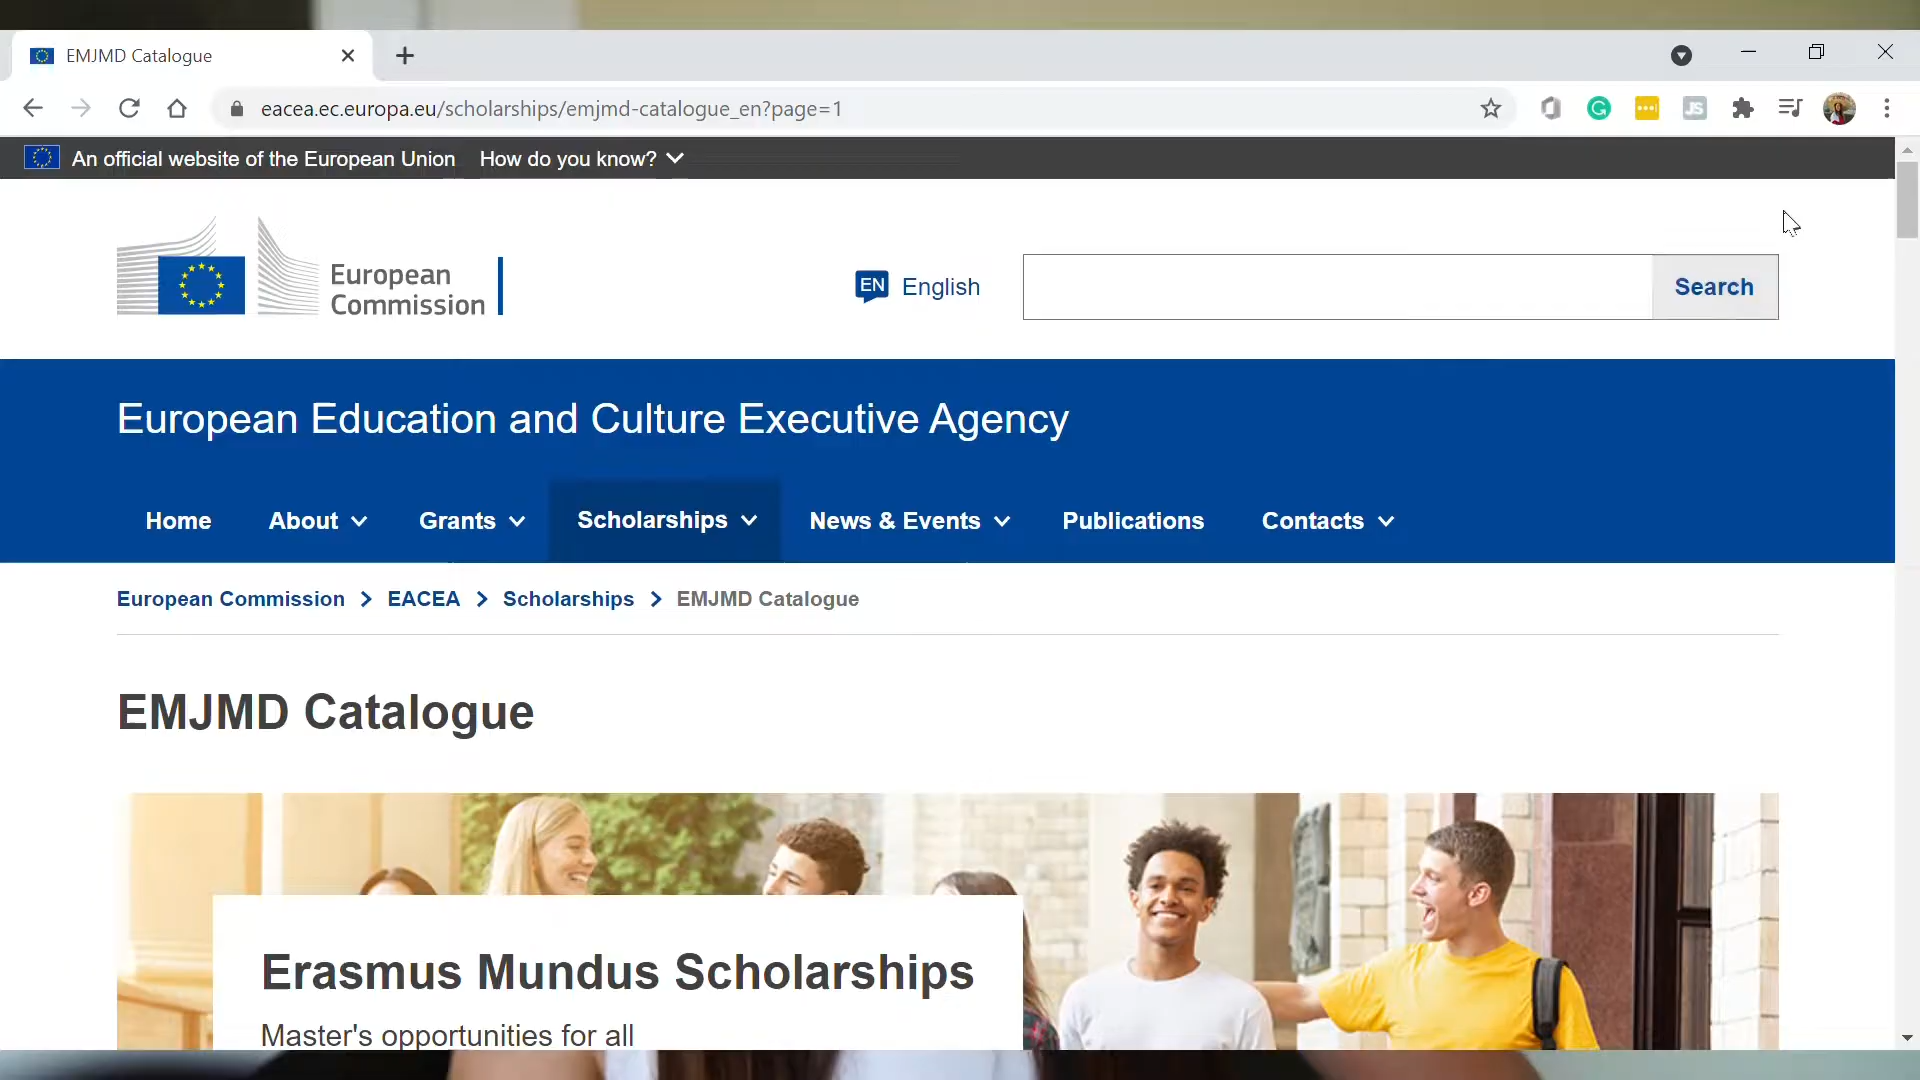 EMJMD Catalogue
eacea.ec.europa.eu/scholarships/emjmd-catalogue_en?page=1
JS
An official website of the European Union How do you know?
European
Commission
EN English
Search
European Education and Culture Executive Agency
Home About Grants Scholarships News & Events Publications Contacts
European Commission > EACEA > Scholarships > EMJMD Catalogue
EMJMD Catalogue
Erasmus Mundus Scholarships
Master's opportunities for all